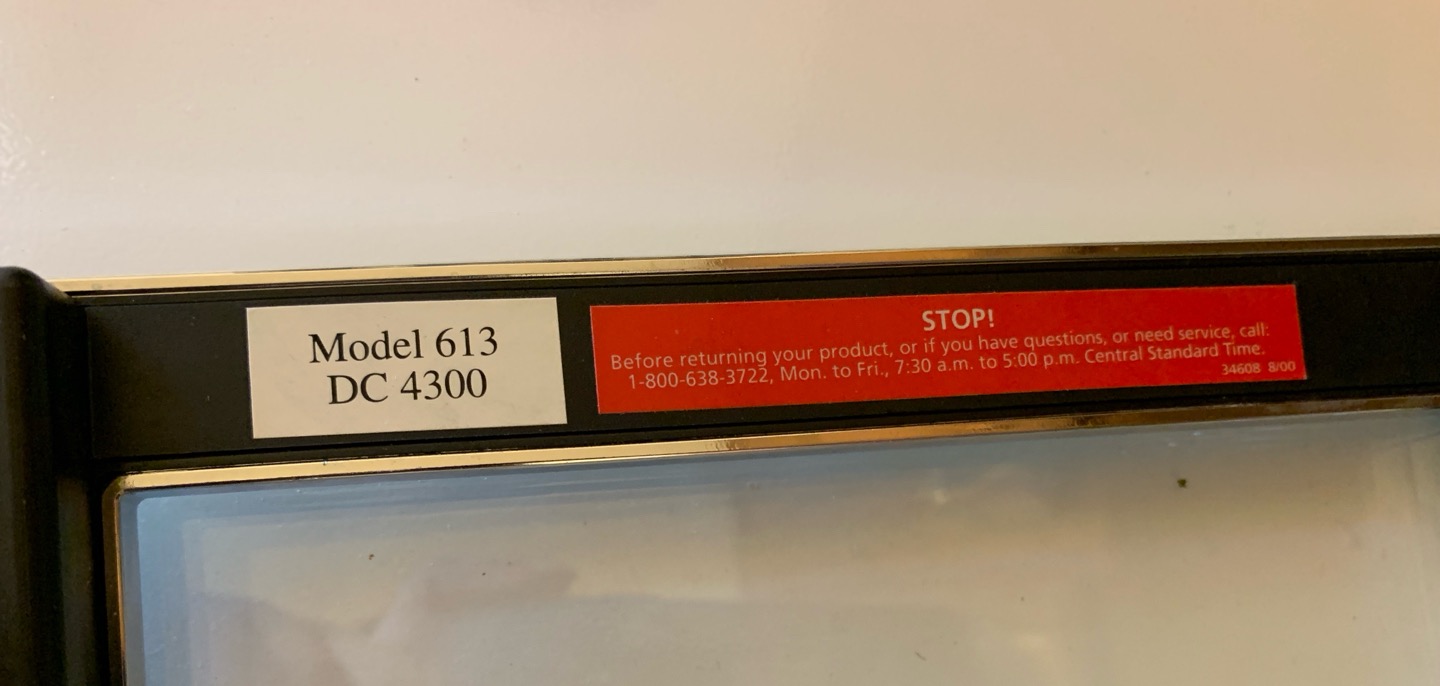 Model 613
DC 4300
STOP!
Before returning your product, or if you have questions, or need service, call:
1-800-638-3722, Mon. to Fri., 7:30 a.m. to 5:00 p.m. Central Standard Time.
34608 8/00